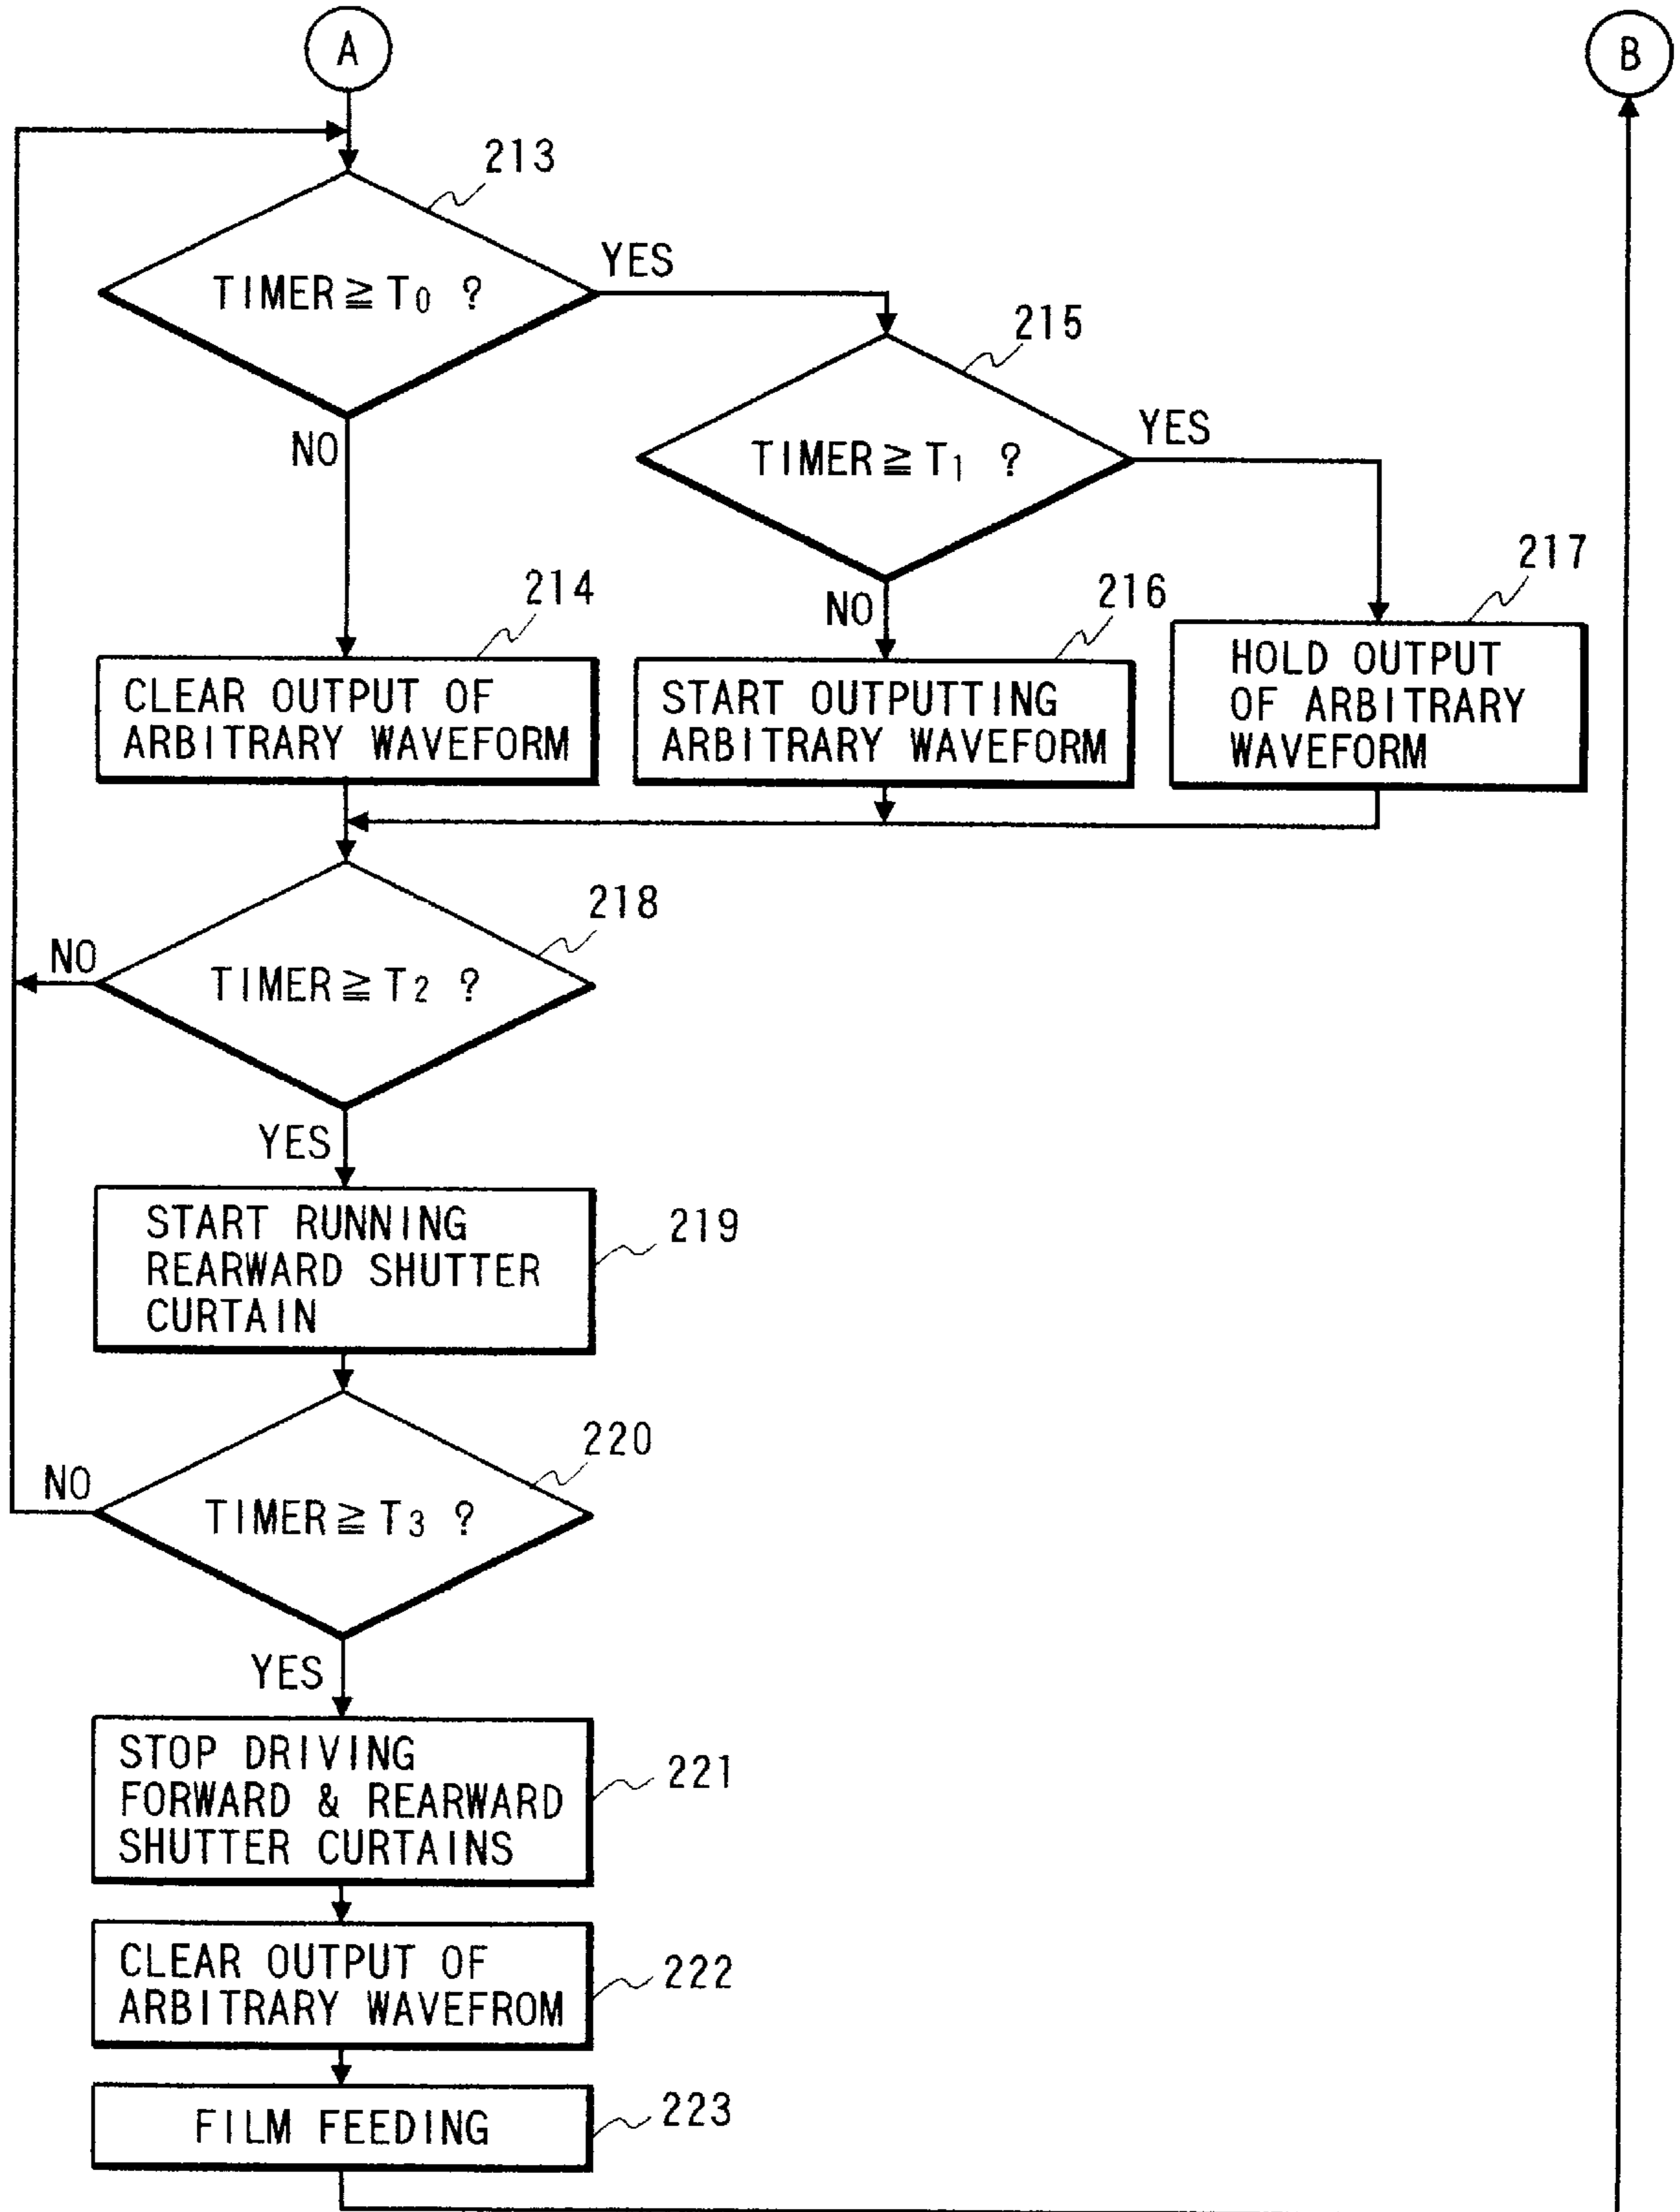 A
B
213
TIMER ≧ T0 ?
YES
NO
215
TIMER ≧ T1 ?
YES
NO
214
CLEAR OUTPUT OF
ARBITRARY WAVEFORM
216
START OUTPUTTING
ARBITRARY WAVEFORM
217
HOLD OUTPUT
OF ARBITRARY
WAVEFORM
218
TIMER ≧ T2 ?
NO
YES
219
START RUNNING
REARWARD SHUTTER
CURTAIN
220
TIMER ≧ T3 ?
NO
YES
221
STOP DRIVING
FORWARD & REARWARD
SHUTTER CURTAINS
222
CLEAR OUTPUT OF
ARBITRARY WAVEFROM
223
FILM FEEDING